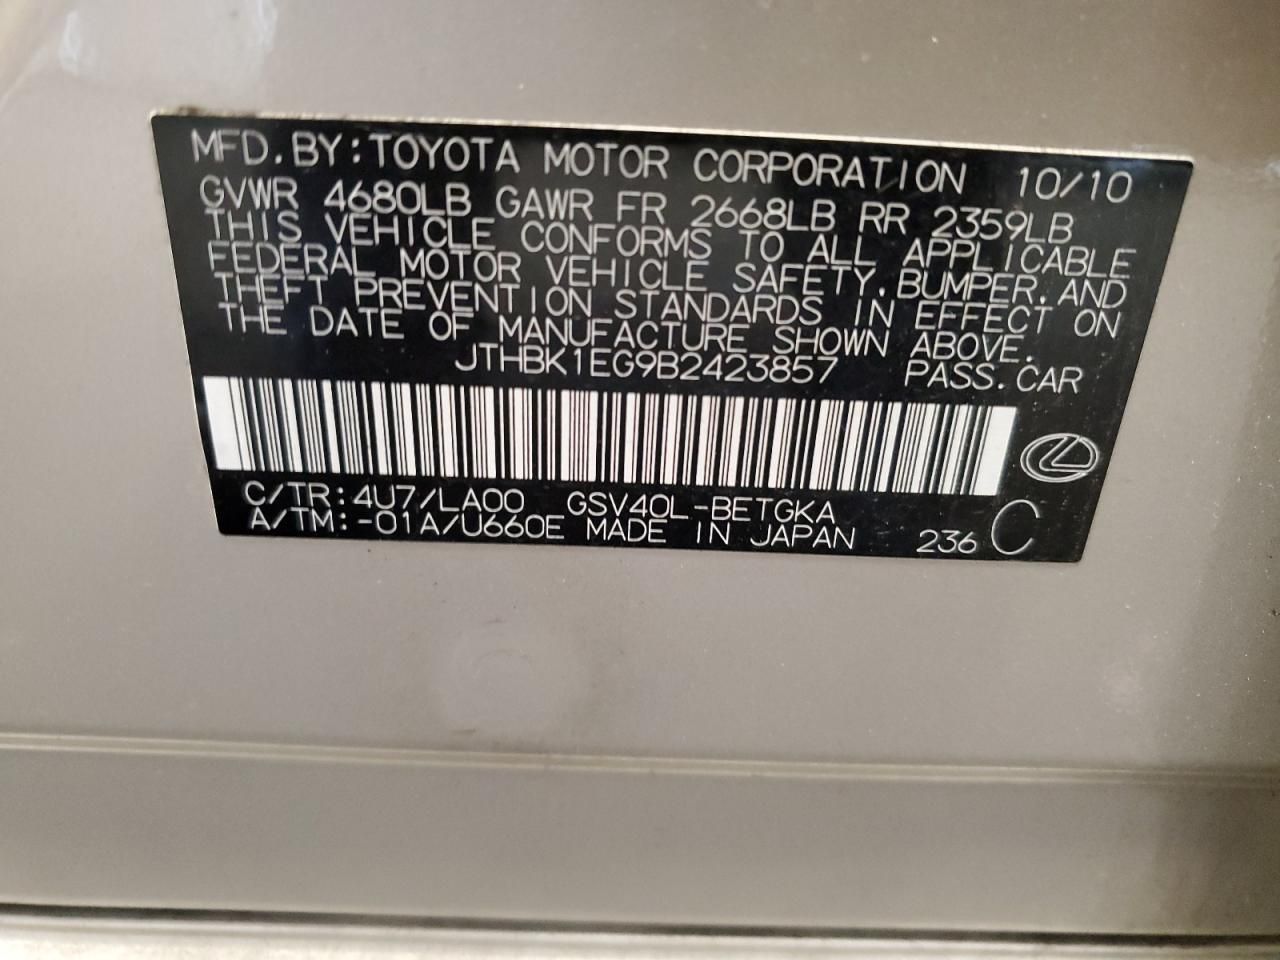 MFD. BY: TOYOTA MOTOR CORPORATION 10/10
GVWR 4680LB GAWR FR 2668LB RR 2359LB
THIS VEHICLE CONFORMS TO ALL APPLICABLE
FEDERAL MOTOR VEHICLE SAFETY, BUMPER, AND
THEFT PREVENTION STANDARDS IN EFFECT ON
THE DATE OF MANUFACTURE SHOWN ABOVE.
JTHBK1EG9B2423857 PASS. CAR
C/TR: 4U7/LA00 GSV40L-BETGKA
A/TM: -01A/U660E MADE IN JAPAN 236 C